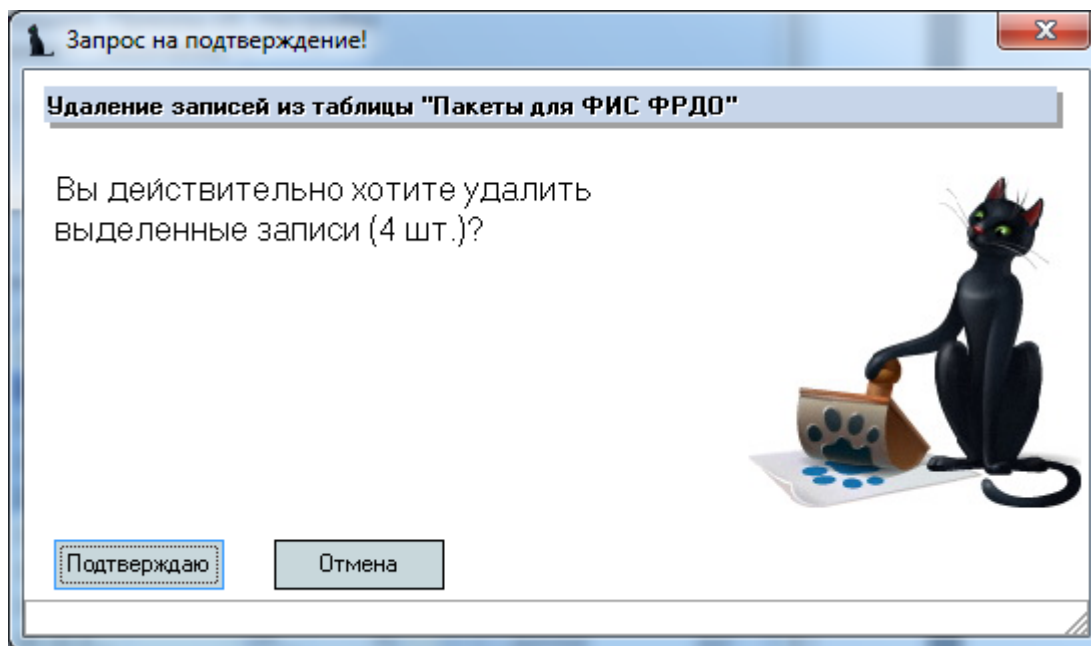 Запрос на подтверждение!
Удаление записей из таблицы "Пакеты для ФИС ФРДО"
Вы действительно хотите удалить
выделенные записи (4 шт.)?
Подтверждаю
Отмена